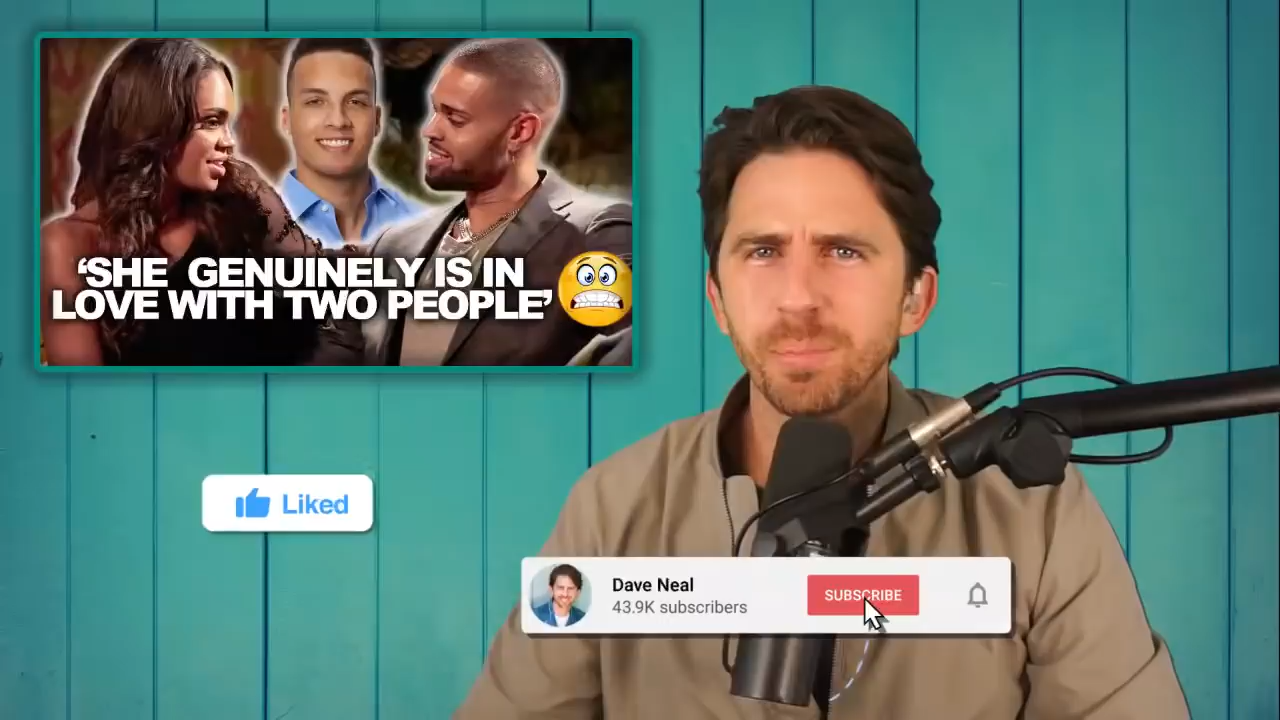 ‘SHE GENUINELY IS IN
LOVE WITH TWO PEOPLE’
Liked
Dave Neal
43.9K subscribers
SUBSCRIBE